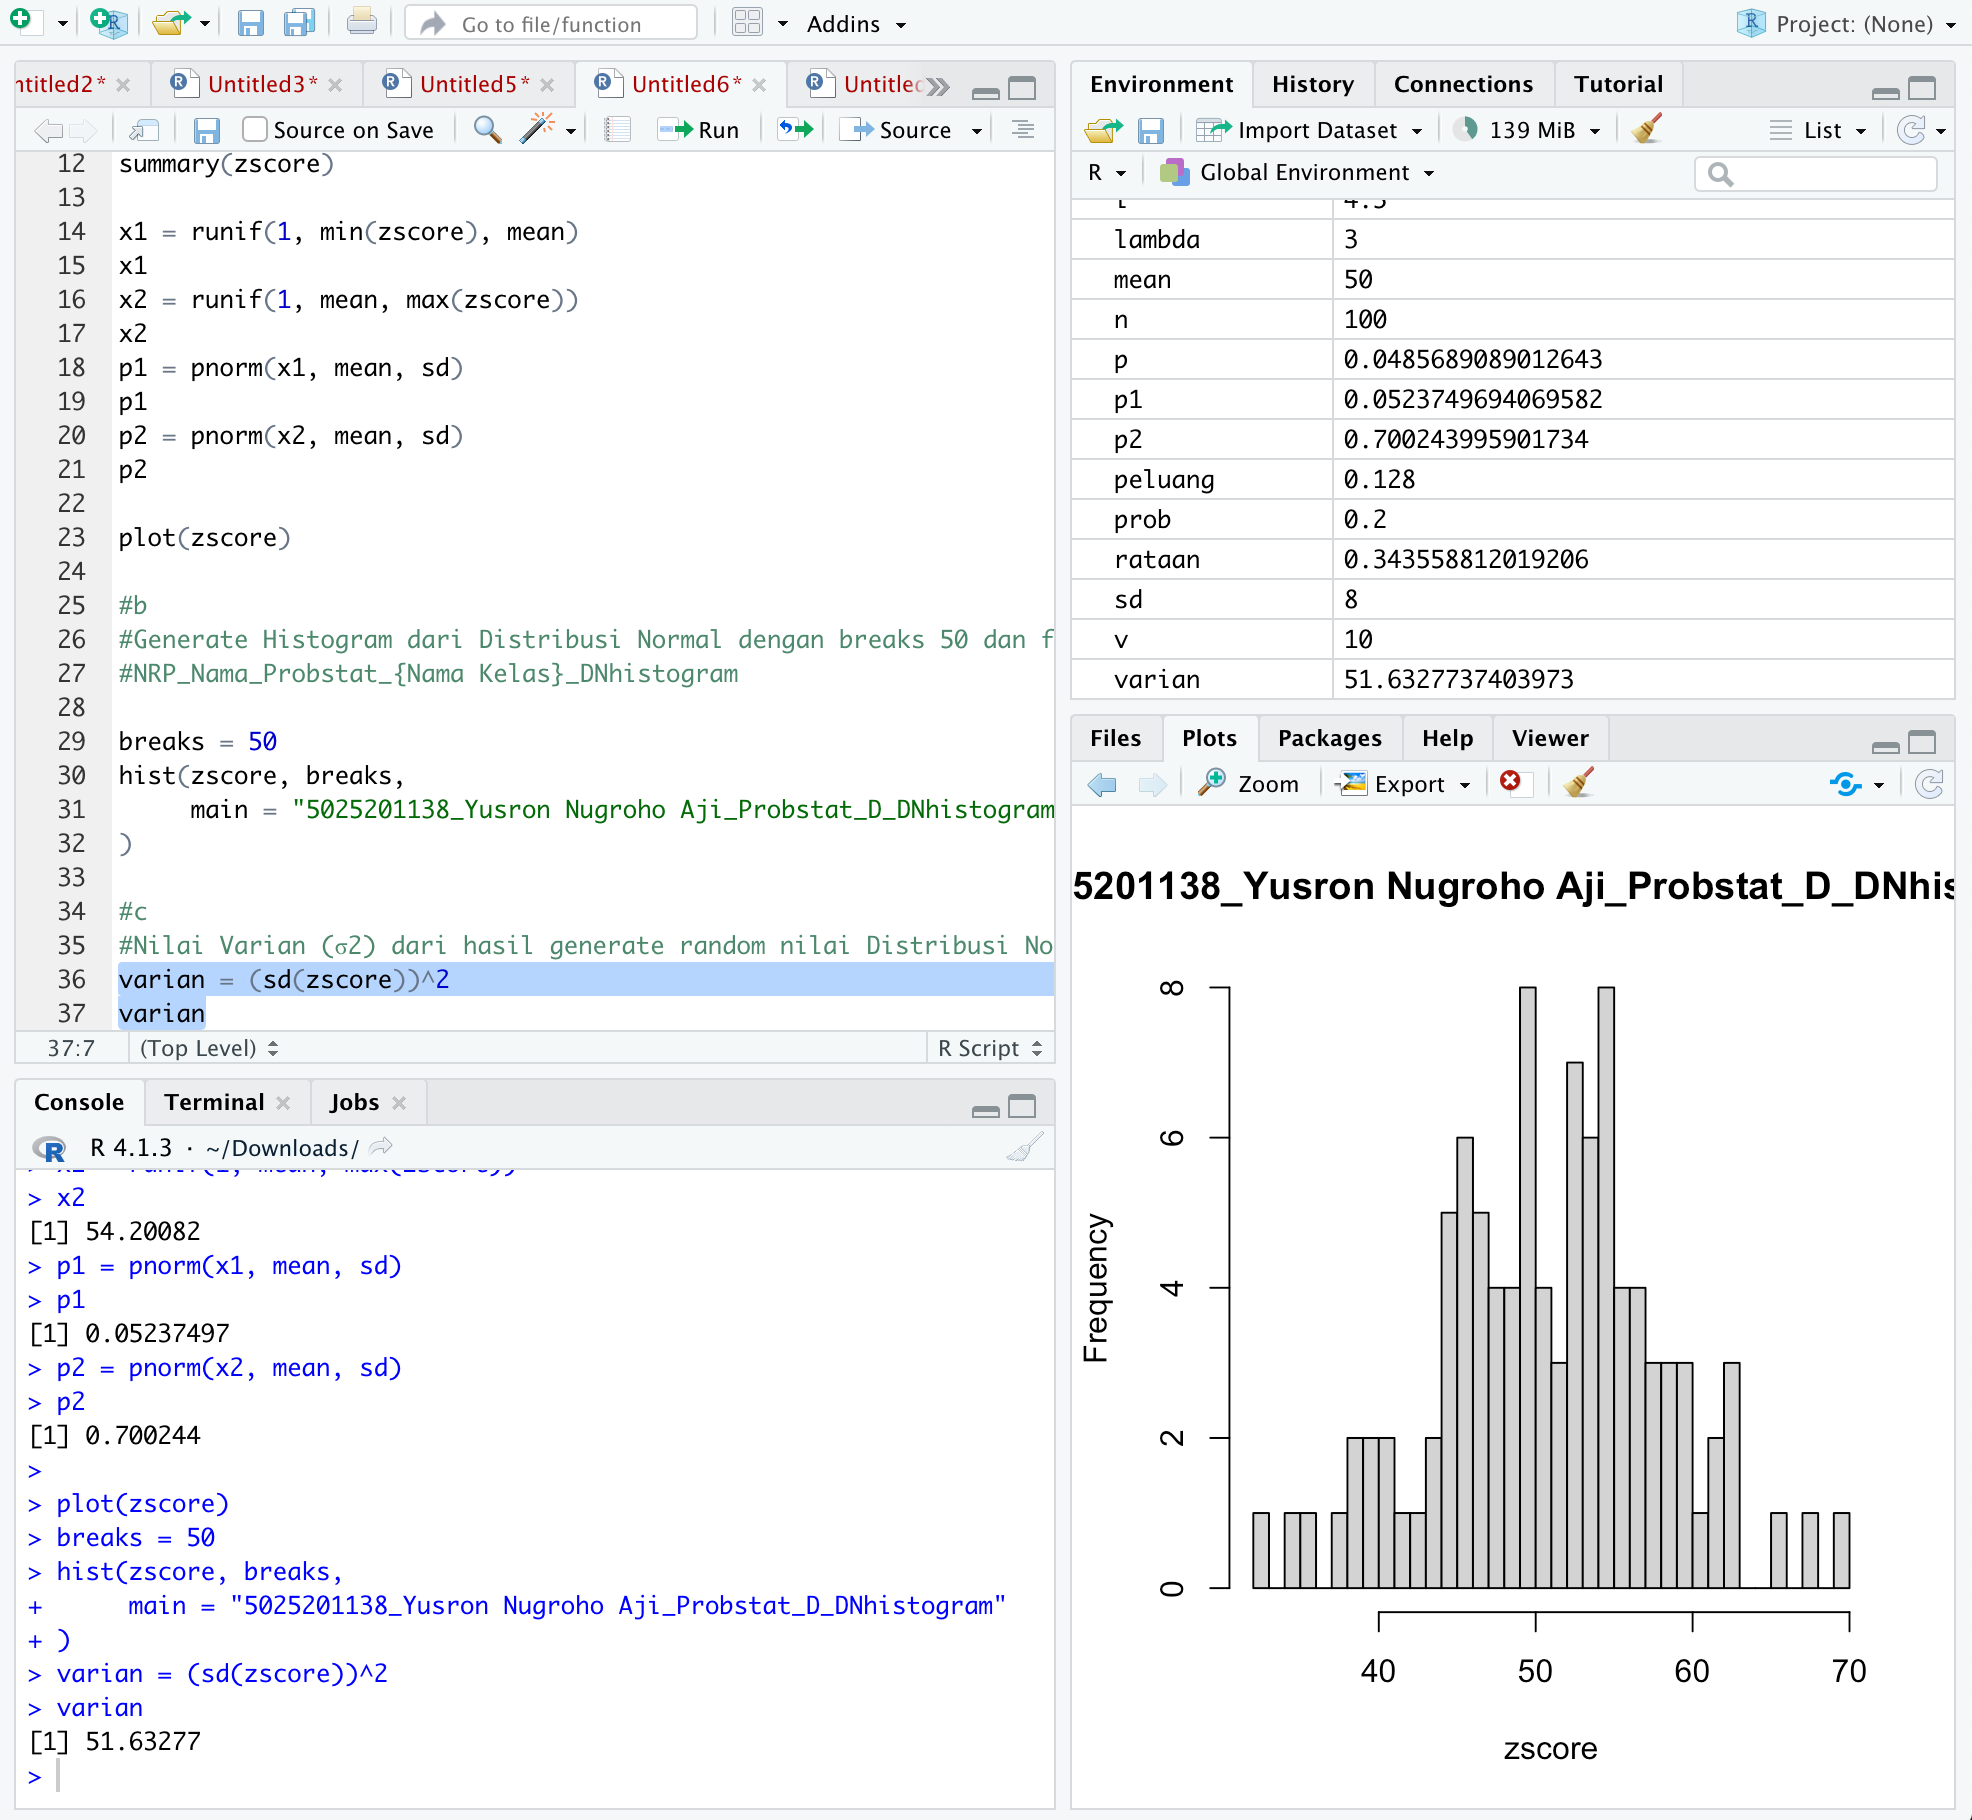 Go to file/function
Addins
Project: (None)
ntitled2*
Untitled3*
Untitled5*
Untitled6*
Untitled
Source on Save
Run
Source
12 summary(zscore)
13
14 x1 = runif(1, min(zscore), mean)
15 x1
16 x2 = runif(1, mean, max(zscore))
17 x2
18 p1 = pnorm(x1, mean, sd)
19 p1
20 p2 = pnorm(x2, mean, sd)
21 p2
22
23 plot(zscore)
24
25 #b
26 #Generate Histogram dari Distribusi Normal dengan breaks 50 dan f
27 #NRP_Nama_Probstat_{Nama Kelas}_DNhistogram
28
29 breaks = 50
30 hist(zscore, breaks,
31      main = "5025201138_Yusron Nugroho Aji_Probstat_D_DNhistogram
32 )
33
34 #c
35 #Nilai Varian (σ2) dari hasil generate random nilai Distribusi No
36 varian = (sd(zscore))^2
37 varian
37:7
(Top Level)
R Script
Console
Terminal
Jobs
R 4.1.3 · ~/Downloads/
> x2 = runif(1, mean, max(zscore))
> x2
[1] 54.20082
> p1 = pnorm(x1, mean, sd)
> p1
[1] 0.05237497
> p2 = pnorm(x2, mean, sd)
> p2
[1] 0.700244
>
> plot(zscore)
> breaks = 50
> hist(zscore, breaks,
+      main = "5025201138_Yusron Nugroho Aji_Probstat_D_DNhistogram"
+ )
> varian = (sd(zscore))^2
> varian
[1] 51.63277
>
Environment
History
Connections
Tutorial
Import Dataset
139 MiB
List
R
Global Environment
lambda 3
mean 50
n 100
p 0.0485689089012643
p1 0.0523749694069582
p2 0.700243995901734
peluang 0.128
prob 0.2
rataan 0.343558812019206
sd 8
v 10
varian 51.6327737403973
Files
Plots
Packages
Help
Viewer
Zoom
Export
5201138_Yusron Nugroho Aji_Probstat_D_DNhis
Frequency
8
6
4
2
0
40 50 60 70
zscore